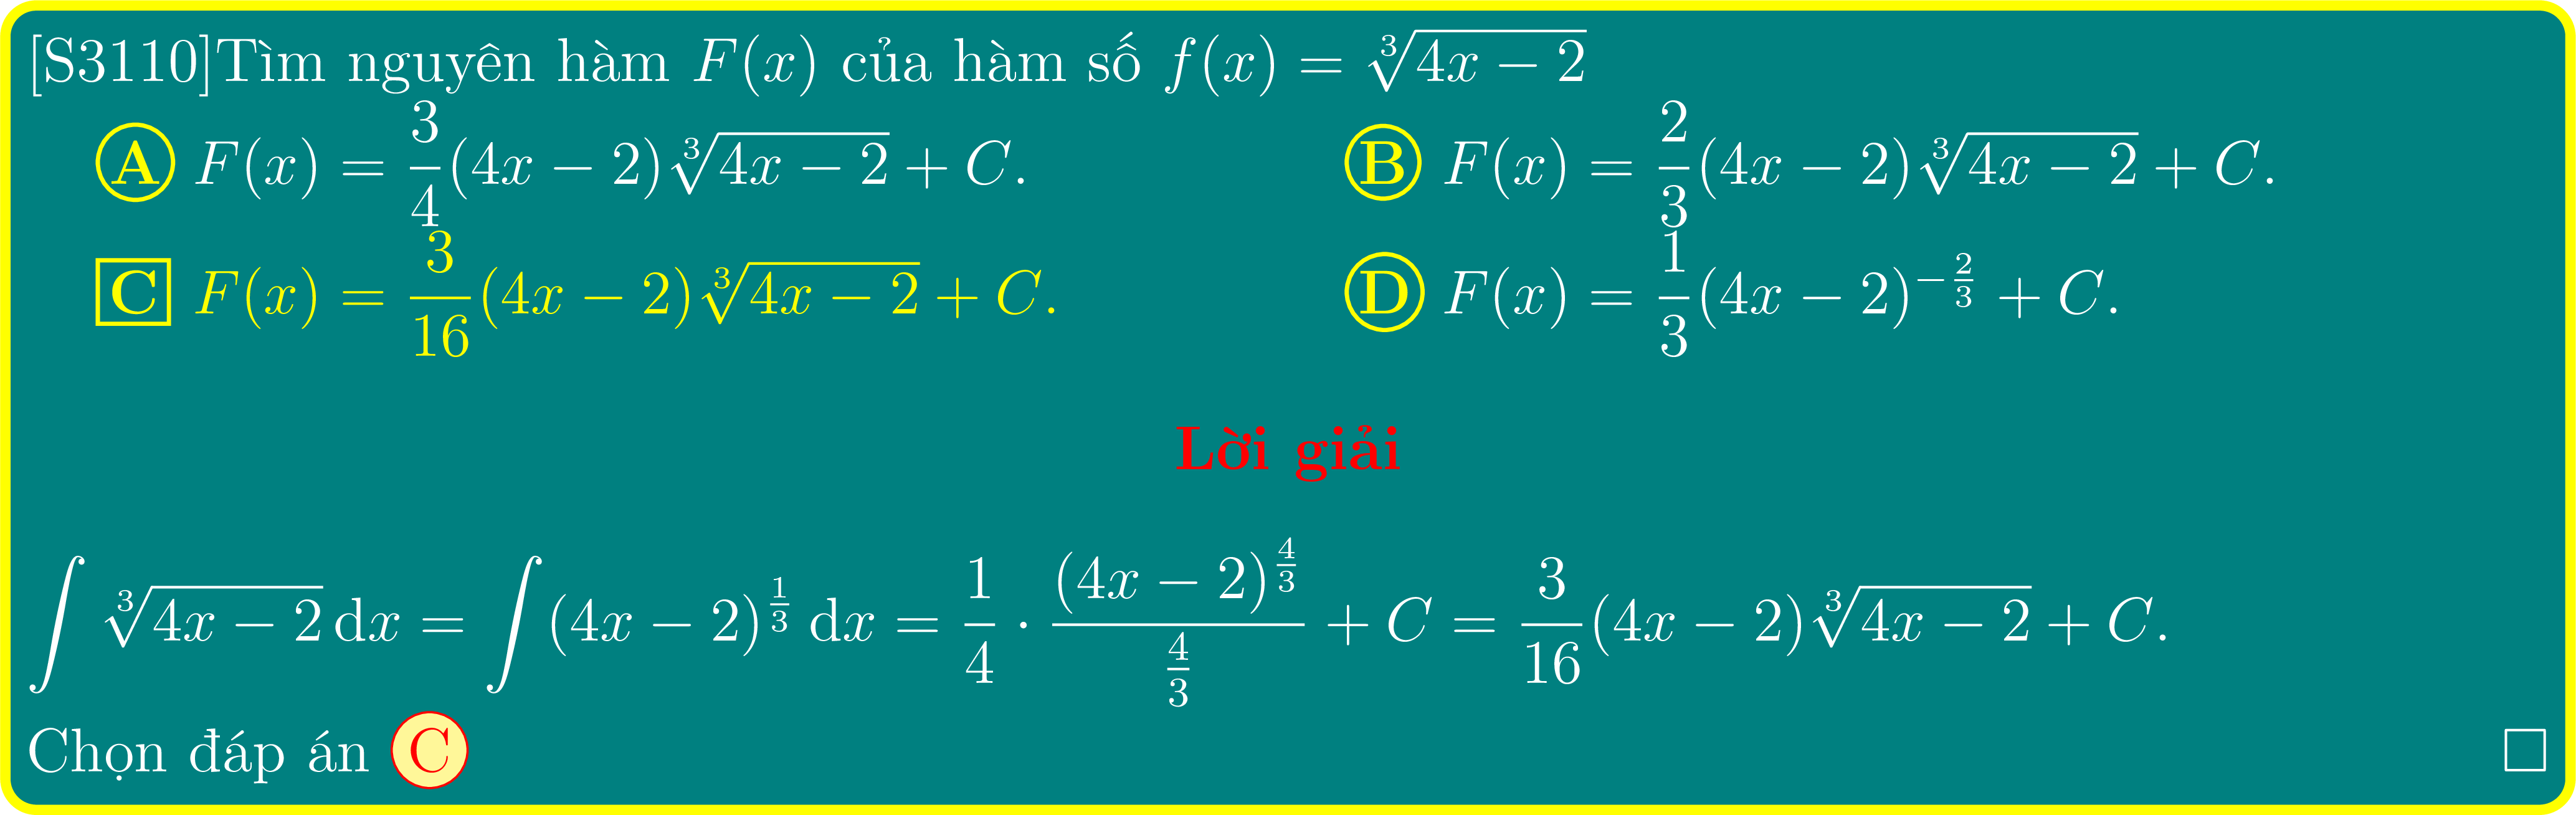 [S3110]Tìm nguyên hàm $F(x)$ của hàm số $f(x) = \sqrt[3]{4x-2}$
A $F(x) = \frac{3}{4}(4x-2)\sqrt[3]{4x-2} + C.$ B $F(x) = \frac{2}{3}(4x-2)\sqrt[3]{4x-2} + C.$
C $F(x) = \frac{3}{16}(4x-2)\sqrt[3]{4x-2} + C.$ D $F(x) = \frac{1}{3}(4x-2)^{-\frac{2}{3}} + C.$
Lời giải
$\int \sqrt[3]{4x-2}\,\mathrm{d}x = \int (4x-2)^{\frac{1}{3}}\,\mathrm{d}x = \frac{1}{4} \cdot \frac{(4x-2)^{\frac{4}{3}}}{\frac{4}{3}} + C = \frac{3}{16}(4x-2)\sqrt[3]{4x-2} + C.$
Chọn đáp án C □